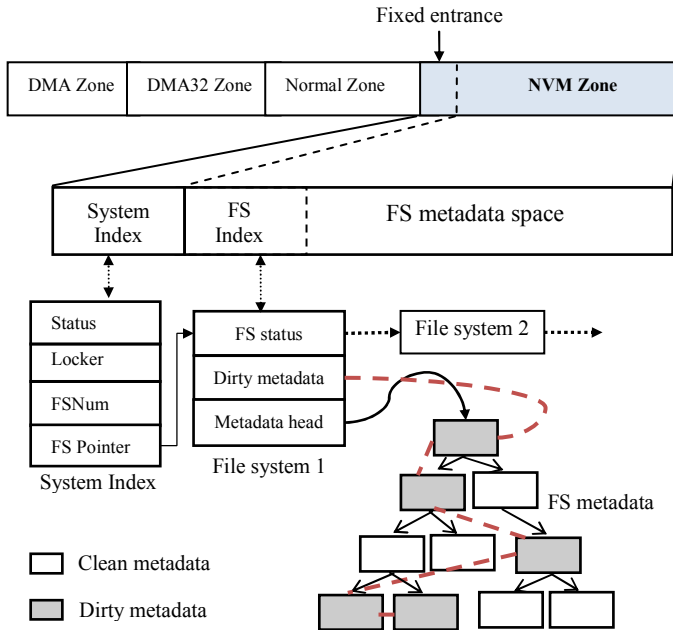 Fixed entrance
DMA Zone
DMA32 Zone
Normal Zone
NVM Zone
System
Index
FS
Index
FS metadata space
Status
Locker
FSNum
FS Pointer
System Index
FS status
Dirty metadata
Metadata head
File system 1
File system 2
FS metadata
Clean metadata
Dirty metadata